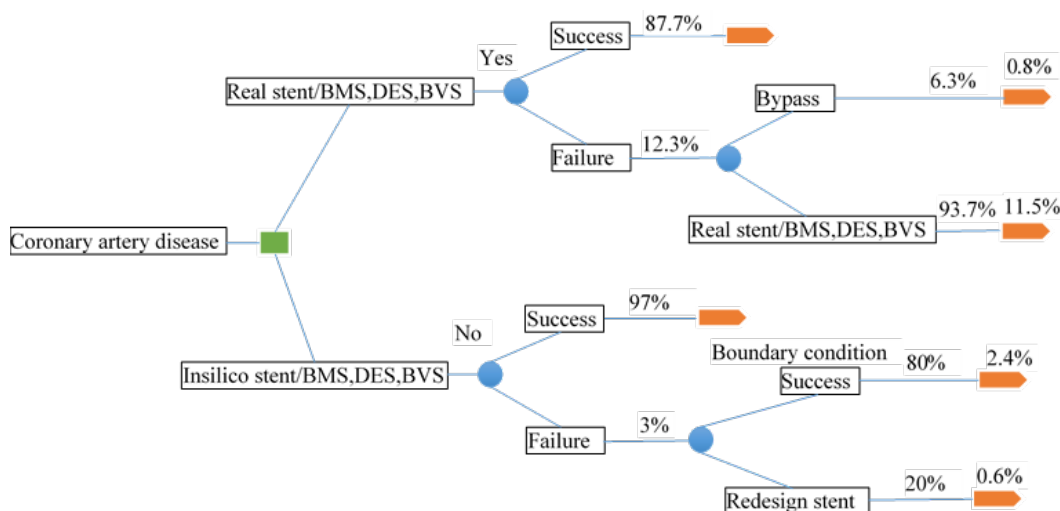 Success
87.7%
Yes
Real stent/BMS,DES,BVS
Bypass
6.3%
0.8%
Failure
12.3%
Real stent/BMS,DES,BVS
93.7%
11.5%
Coronary artery disease
No
Success
97%
Insilico stent/BMS,DES,BVS
Boundary condition
Success
80%
2.4%
Failure
3%
Redesign stent
20%
0.6%